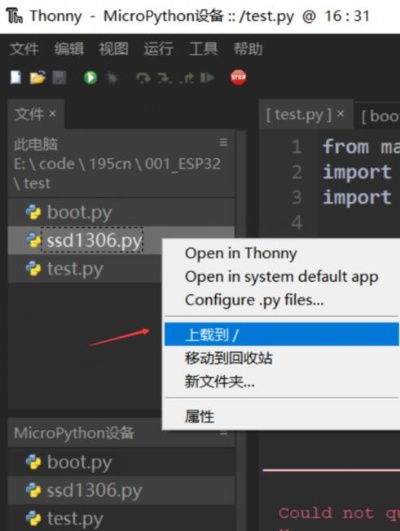 Thonny - MicroPython设备 :: /test.py @ 16 : 31
文件 编辑 视图 运行 工具 帮助
文件 ×
[ test.py ] ×
此电脑
E: \ code \ 195cn \ 001_ESP32
\ test
boot.py
ssd1306.py
test.py
1 from
2 import
3 import
4
Open in Thonny
Open in system default app
Configure .py files...
上载到 /
移动到回收站
新文件夹...
属性
MicroPython设备
boot.py
ssd1306.py
test.py
Could not